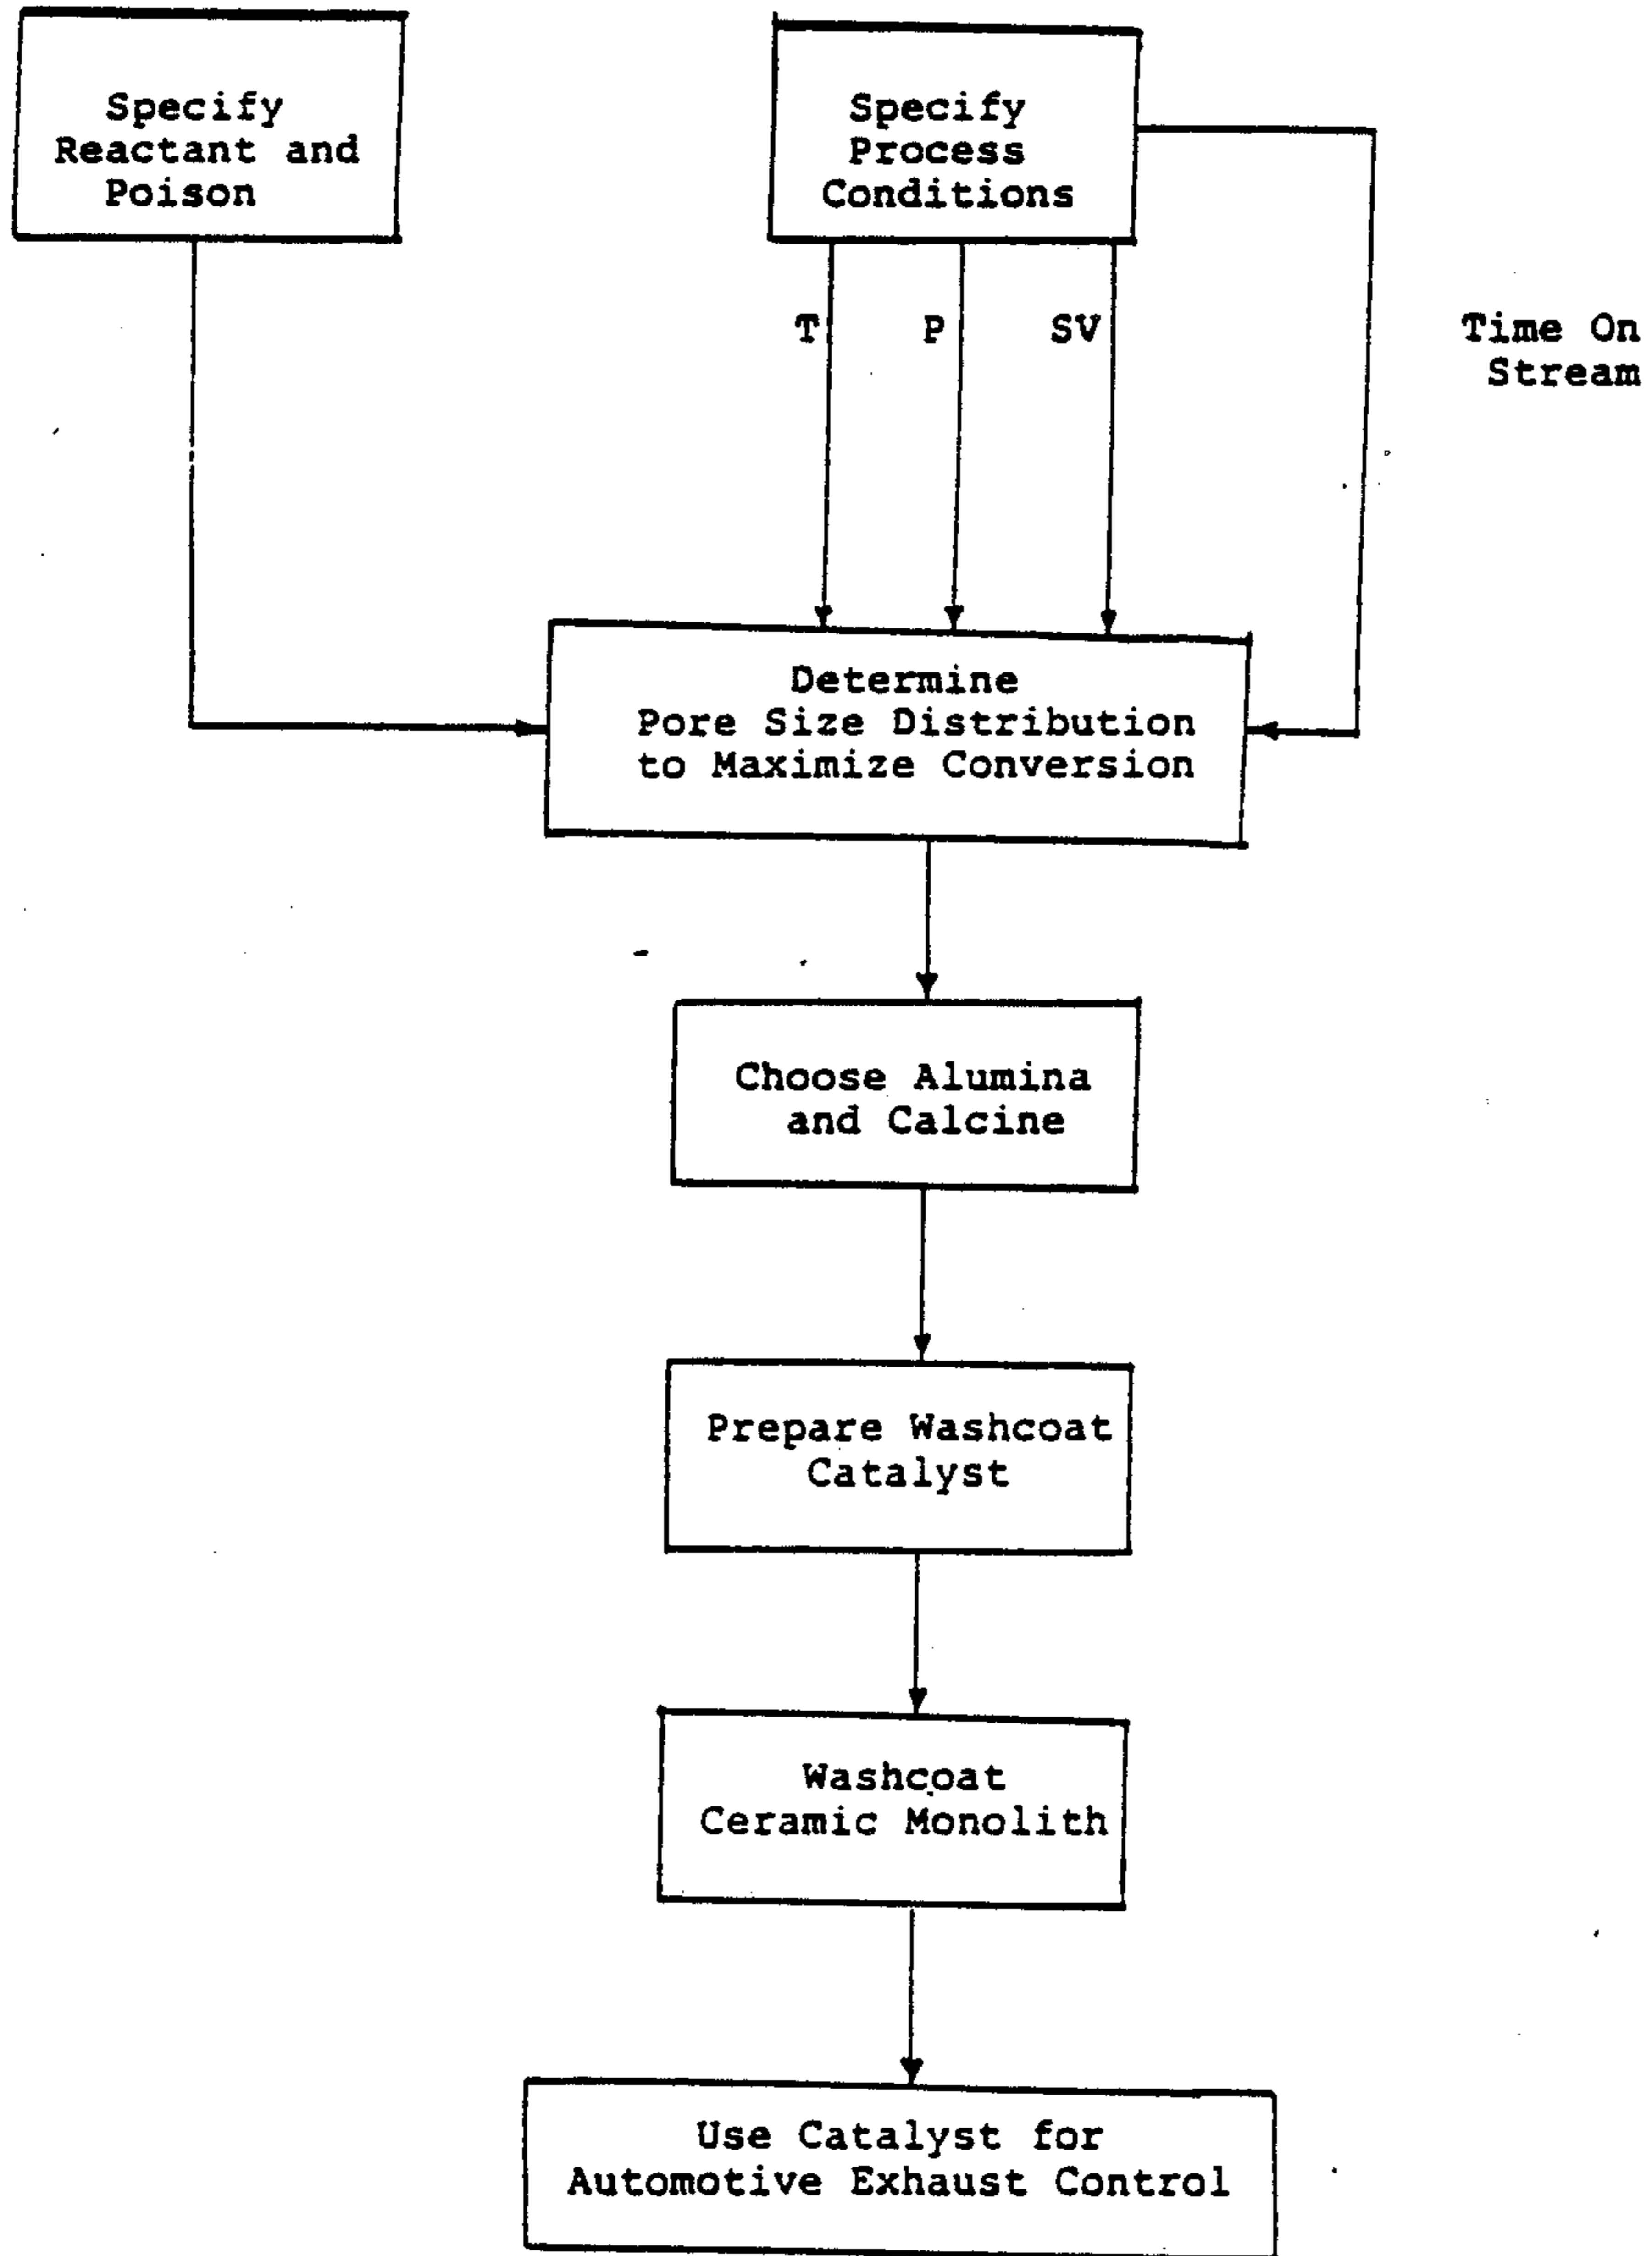 Specify
Reactant and
Poison
Specify
Process
Conditions
T P SV
Time On
Stream
Determine
Pore Size Distribution
to Maximize Conversion
Choose Alumina
and Calcine
Prepare Washcoat
Catalyst
Washcoat
Ceramic Monolith
Use Catalyst for
Automotive Exhaust Control